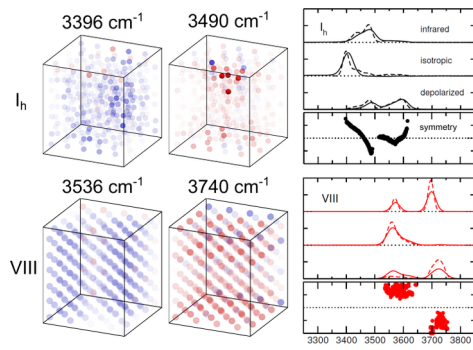 3396 cm-1
3490 cm-1
Ih
3536 cm-1
3740 cm-1
VIII
Ih
infrared
isotropic
depolarized
symmetry
VIII
3300 3400 3500 3600 3700 3800